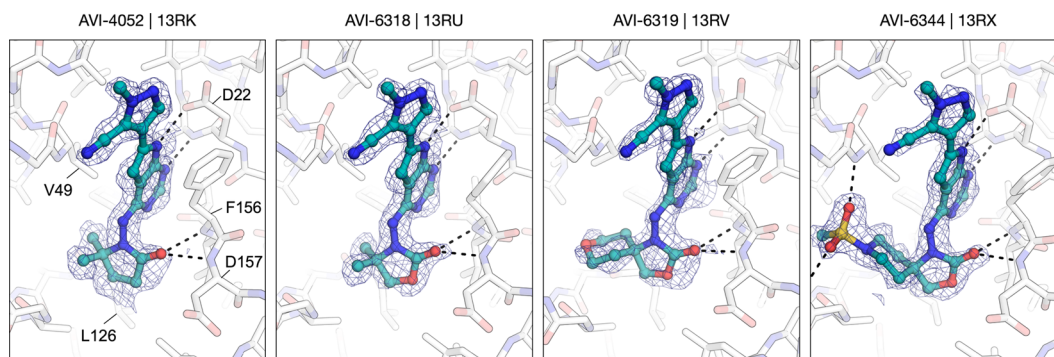 AVI-4052 | 13RK
AVI-6318 | 13RU
AVI-6319 | 13RV
AVI-6344 | 13RX
D22
V49
F156
D157
L126